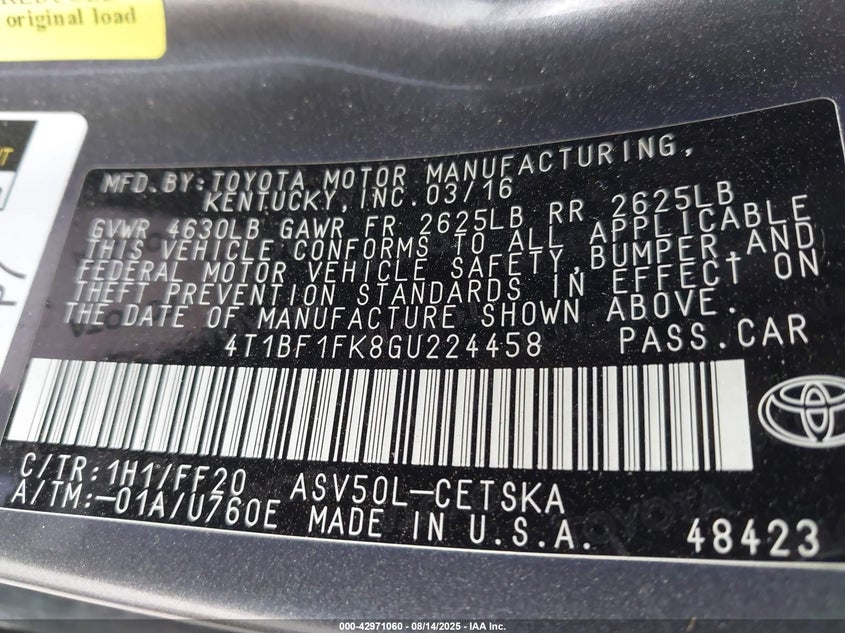 original load
MFD.BY:TOYOTA MOTOR MANUFACTURING,
KENTUCKY,INC.03/16
GVWR 4630LB GAWR FR 2625LB RR 2625LB
THIS VEHICLE CONFORMS TO ALL APPLICABLE
FEDERAL MOTOR VEHICLE SAFETY,BUMPER,AND
THEFT PREVENTION STANDARDS IN EFFECT ON
THE DATE OF MANUFACTURE SHOWN ABOVE.
4T1BF1FK8GU224458 PASS.CAR
C/TR:1H1/FF20 ASV50L-CETSKA
A/TM:-01A/U760E MADE IN U.S.A. 48423
000-42971060 - 08/14/2025 - IAA Inc.